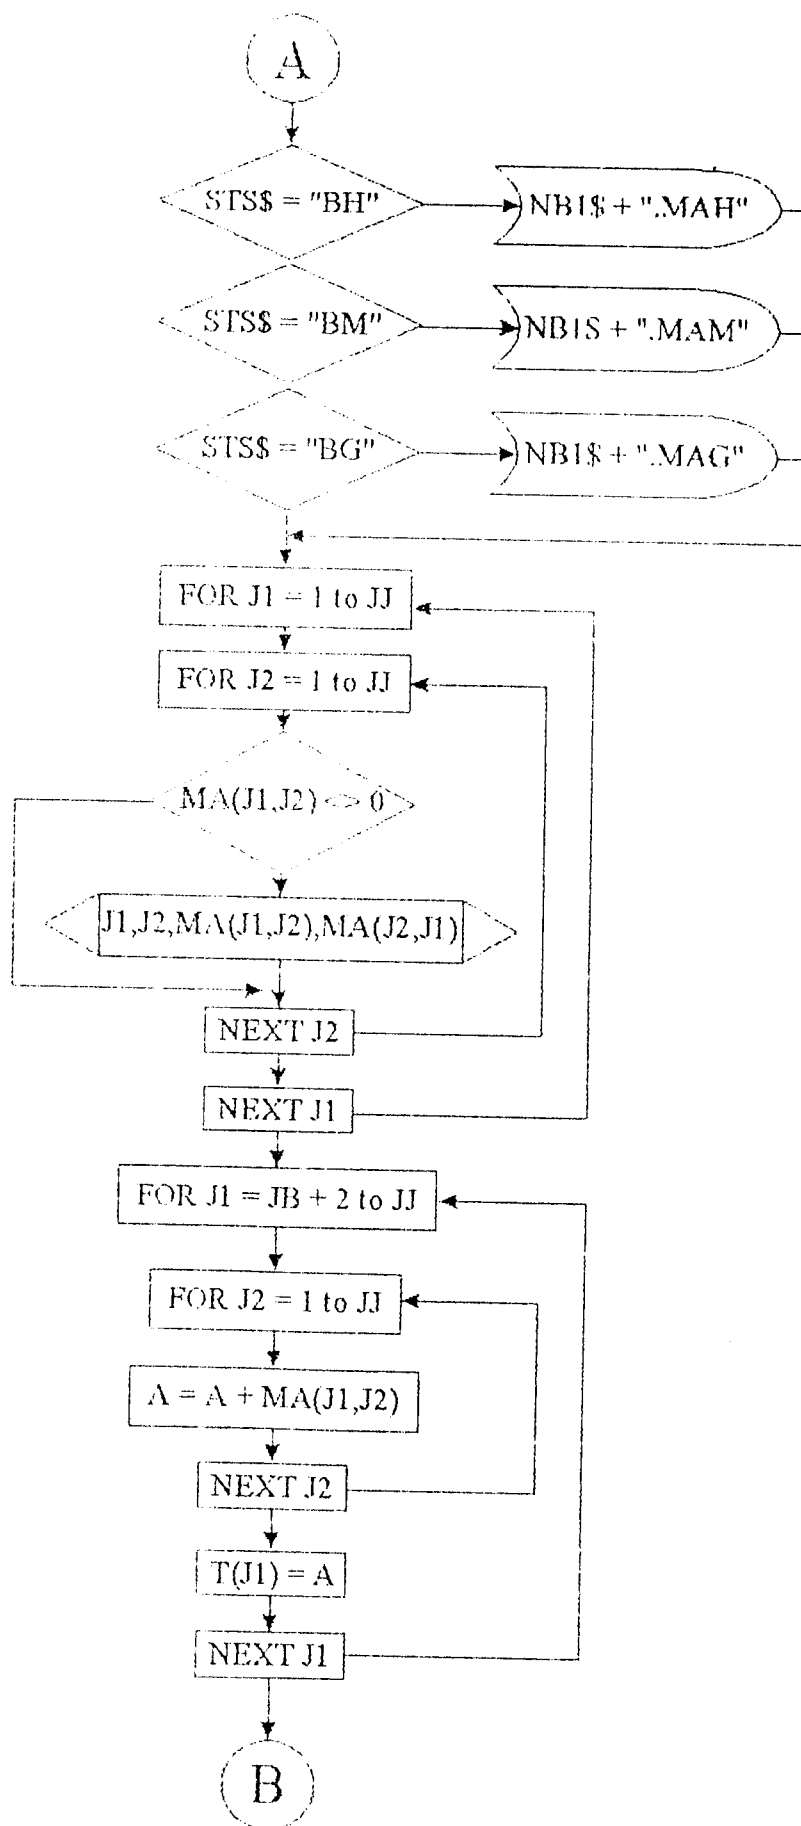 A
STS$ = "BH"
NB1$ + ".MAH"
STS$ = "BM"
NB1S + ".MAM"
STS$ = "BG"
NB1$ + ".MAG"
FOR J1 = 1 to JJ
FOR J2 = 1 to JJ
MA(J1,J2) <> 0
J1,J2,MA(J1,J2),MA(J2,J1)
NEXT J2
NEXT J1
FOR J1 = JB + 2 to JJ
FOR J2 = 1 to JJ
A = A + MA(J1,J2)
NEXT J2
T(J1) = A
NEXT J1
B